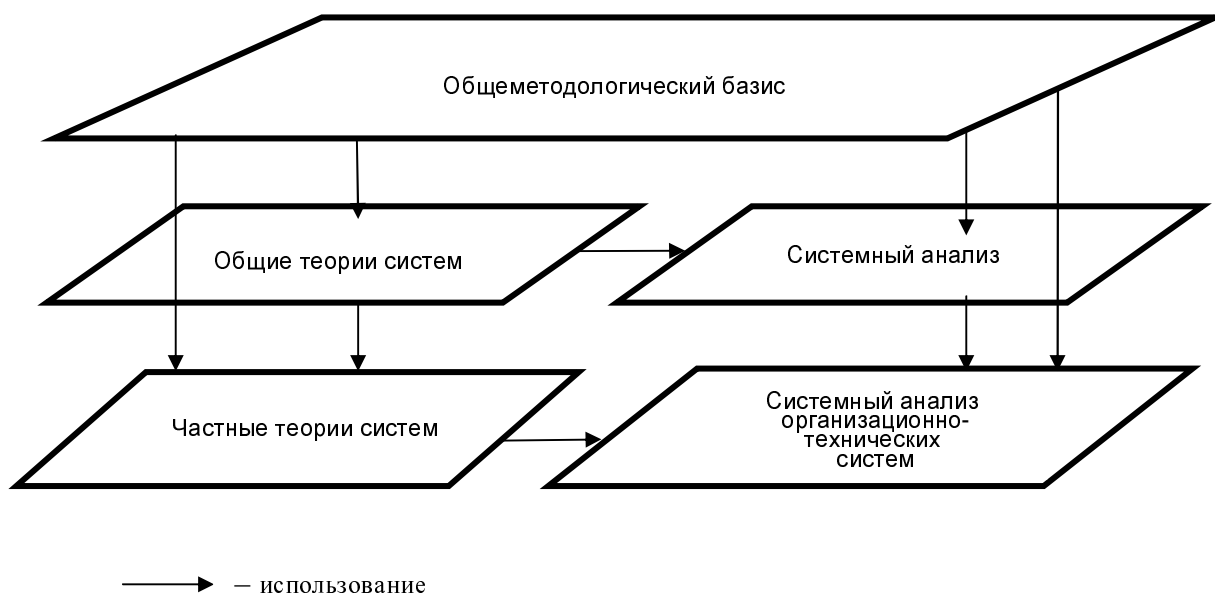 Общеметодологический базис
Общие теории систем
Системный анализ
Частные теории систем
Системный анализ
организационно-
технических
систем
– использование